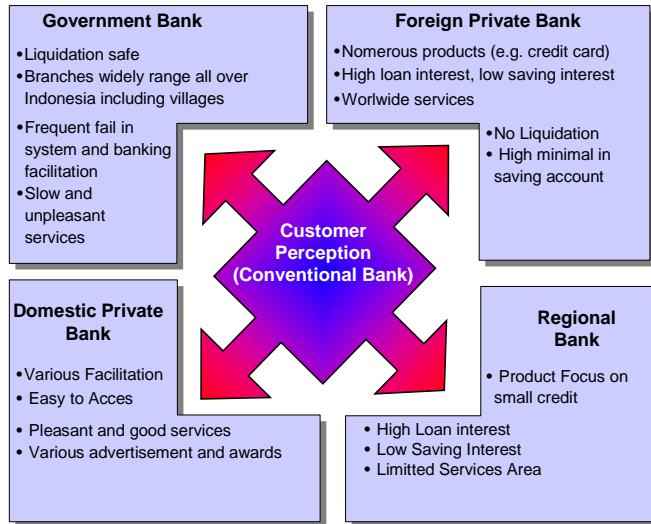 Government Bank
•Liquidation safe
•Branches widely range all over
Indonesia including villages
•Frequent fail in
system and banking
facilitation
•Slow and
unpleasant
services
Foreign Private Bank
•Nomerous products (e.g. credit card)
•High loan interest, low saving interest
•Worlwide services
•No Liquidation
• High minimal in
saving account
Customer
Perception
(Conventional Bank)
Domestic Private
Bank
•Various Facilitation
• Easy to Acces
• Pleasant and good services
• Various advertisement and awards
Regional
Bank
• Product Focus on
small credit
• High Loan interest
• Low Saving Interest
• Limitted Services Area